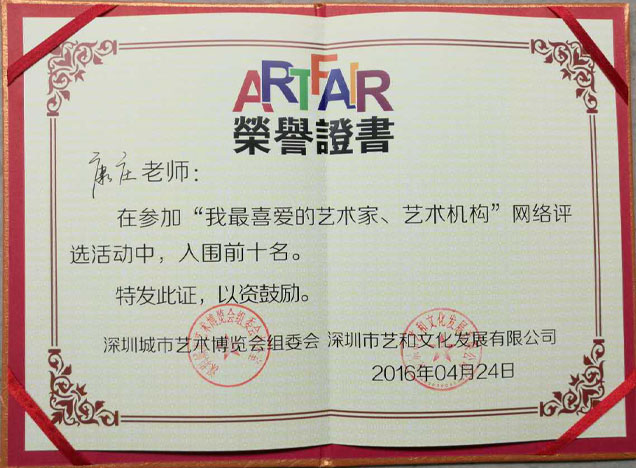 ARTFAIR
榮譽證書
康庄老师：
在参加“我最喜爱的艺术家、艺术机构”网络评
选活动中，入围前十名。
特发此证，以资鼓励。
深圳城市艺术博览会组委会 深圳市艺和文化发展有限公司
2016年04月24日